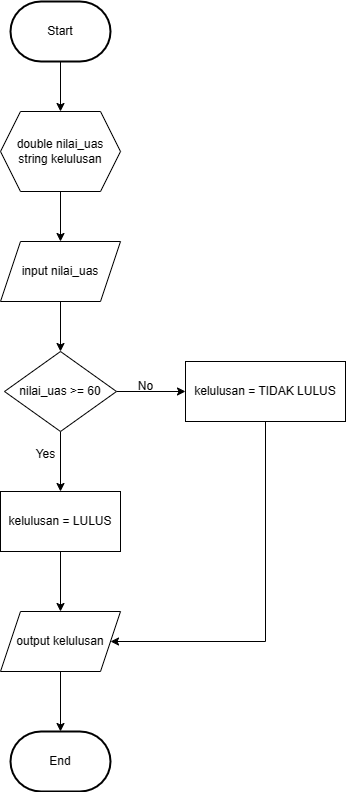 Start
double nilai_uas
string kelulusan
input nilai_uas
nilai_uas >= 60
No
kelulusan = TIDAK LULUS
Yes
kelulusan = LULUS
output kelulusan
End